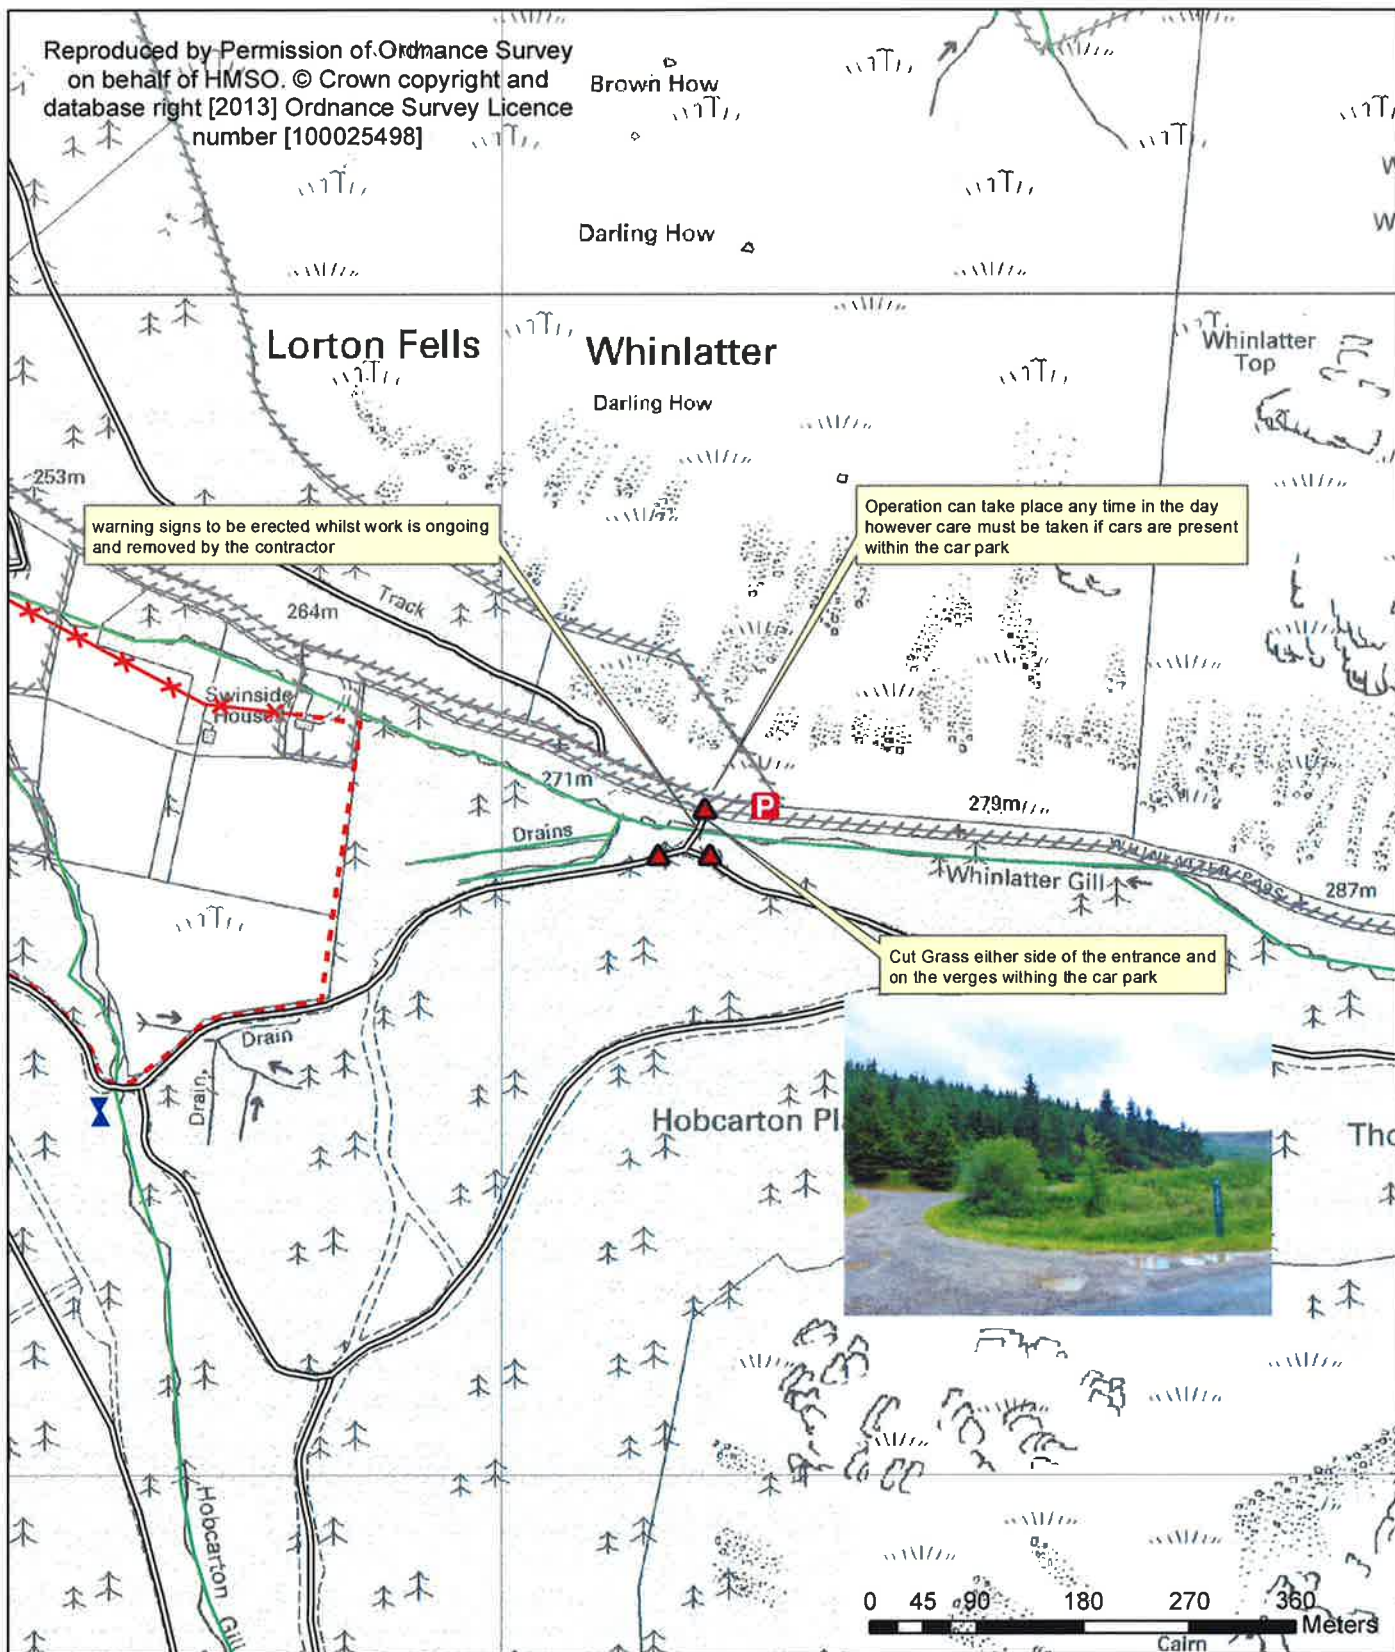 Reproduced by Permission of Ordnance Survey
on behalf of HMSO. © Crown copyright and
database right [2013] Ordnance Survey Licence
number [100025498]
Brown How
Darling How
Lorton Fells
Whinlatter
Whinlatter
Top
Darling How
253m
warning signs to be erected whilst work is ongoing
and removed by the contractor
Operation can take place any time in the day
however care must be taken if cars are present
within the car park
Track
264m
Swinside
House
271m
P
279m
Drains
WHINLATTER PASS
Whinlatter Gill
287m
Cut Grass either side of the entrance and
on the verges withing the car park
Drain
Drain
Hobcarton Pl
Tho
Hobcarton Gill
0 45 90 180 270 360
Meters
Cairn